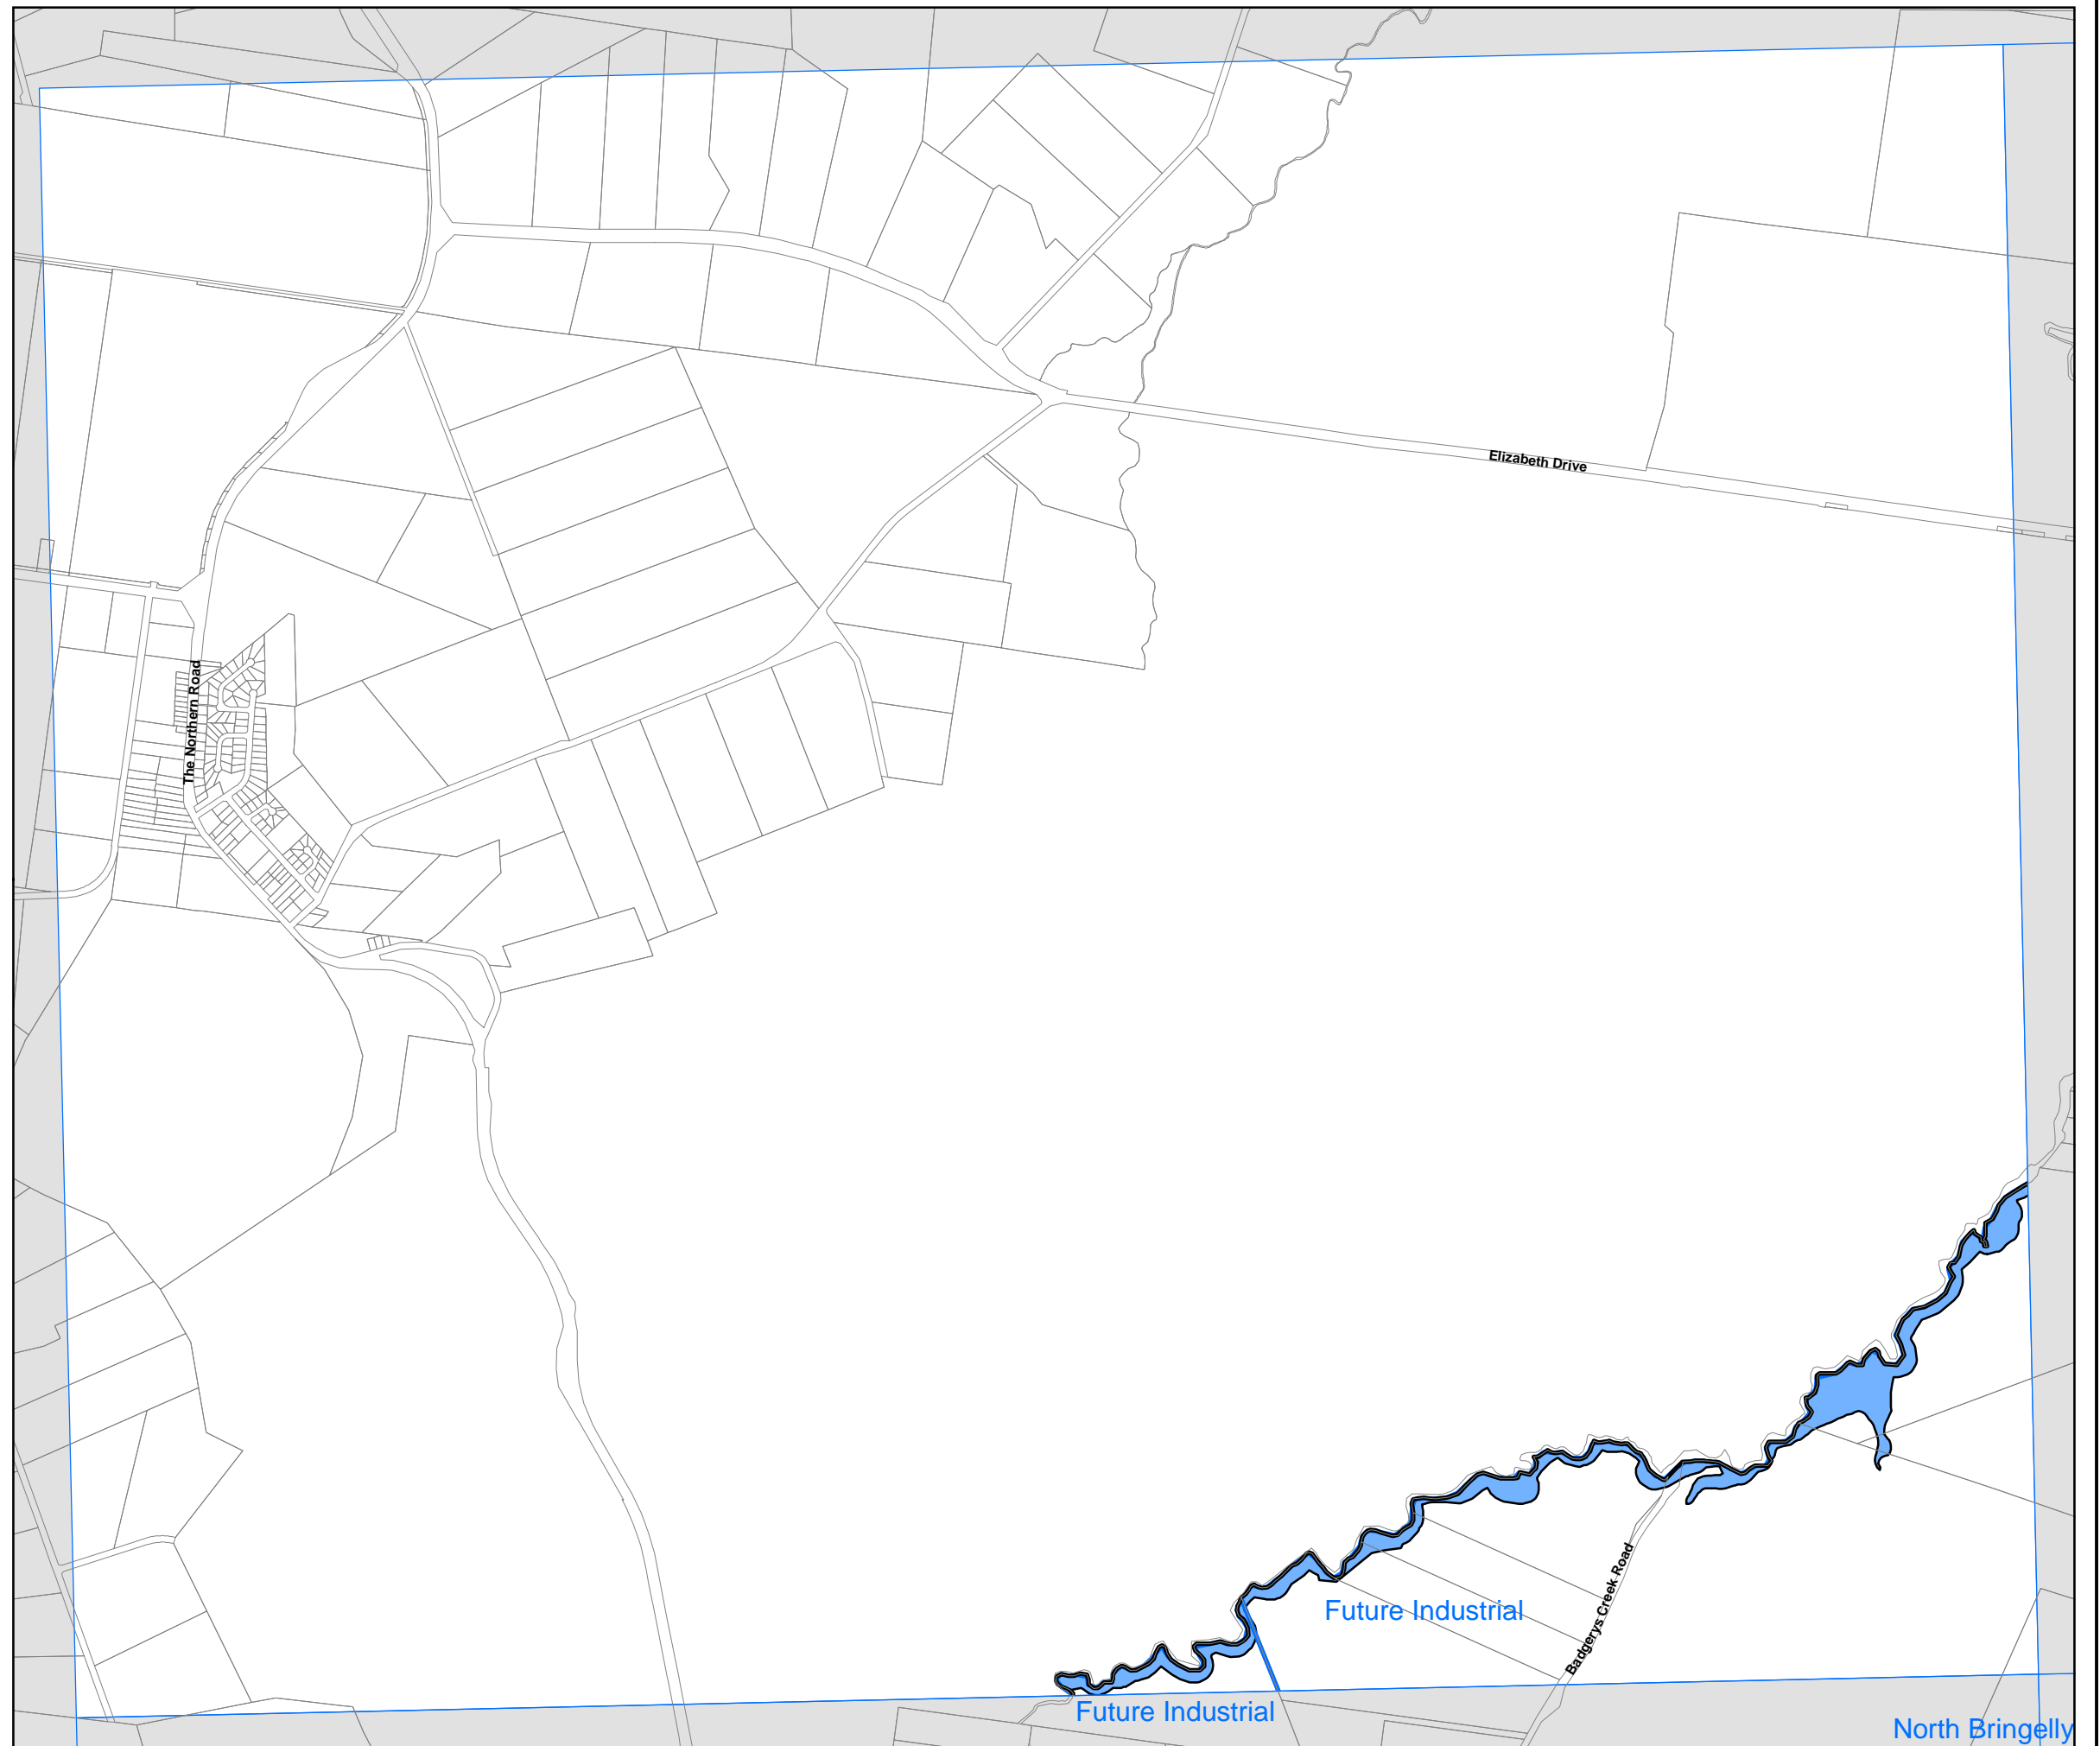 Elizabeth Drive
The Northern Road
Future Industrial
Badgerys Creek Road
Future Industrial
North Bringelly